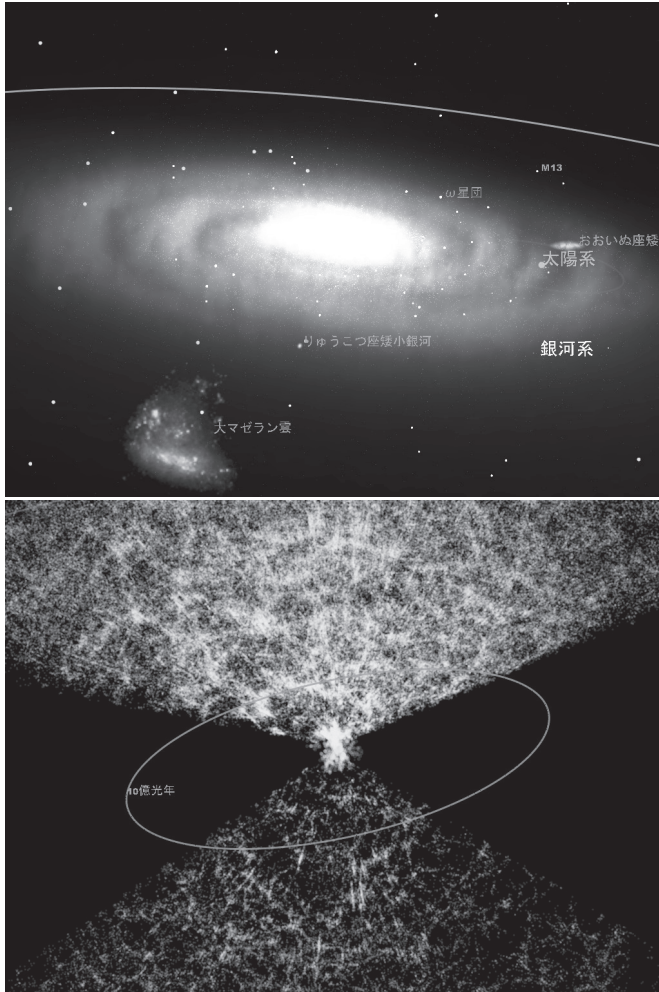 M13
ω星団
おおいぬ座矮
太陽系
りゅうこつ座矮小銀河
銀河系
大マゼラン雲
10億光年